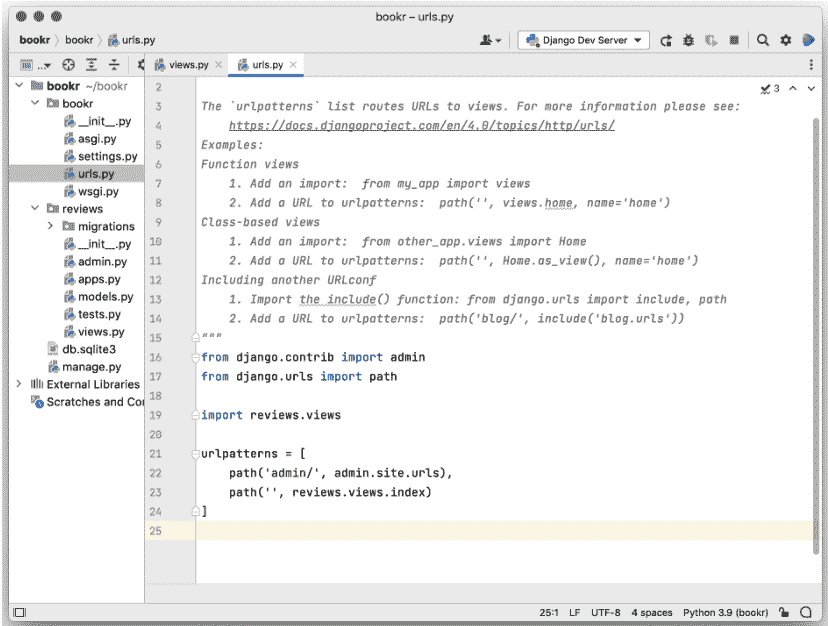 bookr – urls.py
bookr bookr urls.py
Django Dev Server
...
views.py urls.py
bookr ~/bookr
bookr
__init__.py
asgi.py
settings.py
urls.py
wsgi.py
reviews
migrations
__init__.py
admin.py
apps.py
models.py
tests.py
views.py
db.sqlite3
manage.py
External Libraries
Scratches and Co
3
2
3 The `urlpatterns` list routes URLs to views. For more information please see:
4 https://docs.djangoproject.com/en/4.0/topics/http/urls/
5 Examples:
6 Function views
7 1. Add an import:  from my_app import views
8 2. Add a URL to urlpatterns:  path('', views.home, name='home')
9 Class-based views
10 1. Add an import:  from other_app.views import Home
11 2. Add a URL to urlpatterns:  path('', Home.as_view(), name='home')
12 Including another URLconf
13 1. Import the include() function: from django.urls import include, path
14 2. Add a URL to urlpatterns:  path('blog/', include('blog.urls'))
15 """
16 from django.contrib import admin
17 from django.urls import path
18
19 import reviews.views
20
21 urlpatterns = [
22 path('admin/', admin.site.urls),
23 path('', reviews.views.index)
24 ]
25
25:1 LF UTF-8 4 spaces Python 3.9 (bookr)